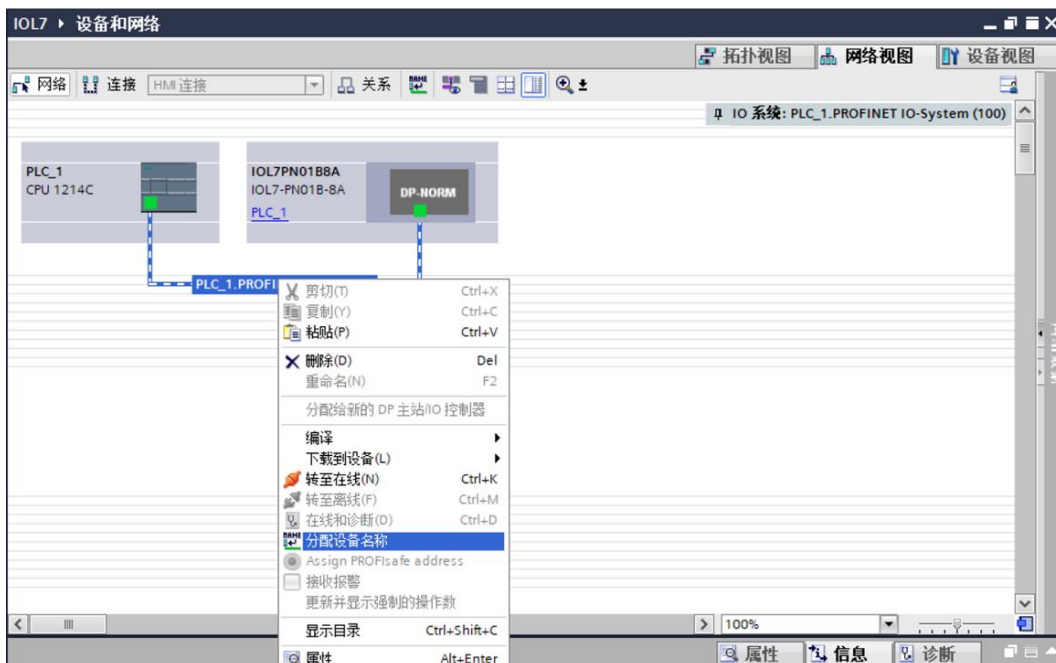 IOL7 ▸ 设备和网络
拓扑视图 网络视图 设备视图
网络 连接 HMI 连接 关系
IO 系统: PLC_1.PROFINET IO-System (100)
PLC_1
CPU 1214C
IOL7PN01B8A
IOL7-PN01B-8A
PLC_1
DP-NORM
PLC_1.PROFI
剪切(T) Ctrl+X
复制(Y) Ctrl+C
粘贴(P) Ctrl+V
删除(D) Del
重命名(N) F2
分配给新的 DP 主站/IO 控制器
编译
下载到设备(L)
转至在线(N) Ctrl+K
转至离线(F) Ctrl+M
在线和诊断(D) Ctrl+D
分配设备名称
Assign PROFIsafe address
接收报警
更新并显示强制的操作数
显示目录 Ctrl+Shift+C
属性 Alt+Enter
100%
属性 信息 诊断